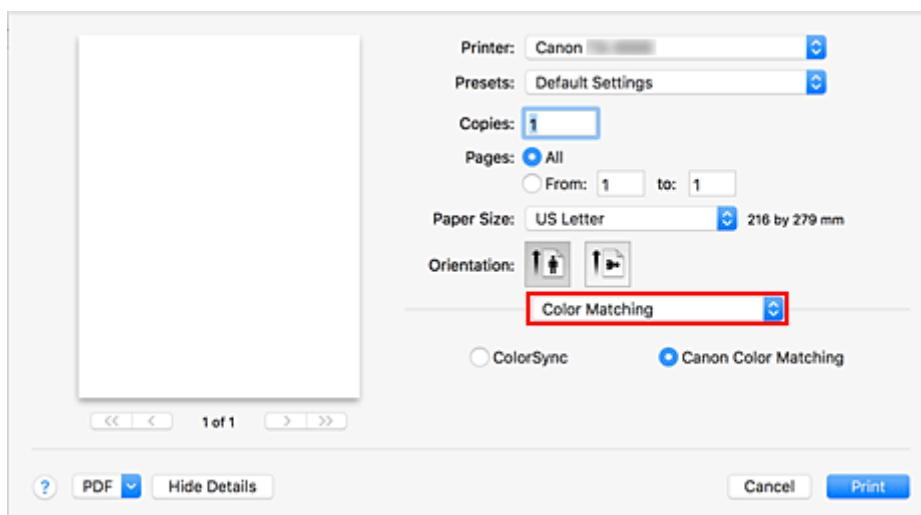 Printer: Canon
Presets: Default Settings
Copies: 1
Pages: All
From: 1 to: 1
Paper Size: US Letter 216 by 279 mm
Orientation:
Color Matching
ColorSync Canon Color Matching
<< < 1 of 1 > >>
? PDF Hide Details Cancel Print